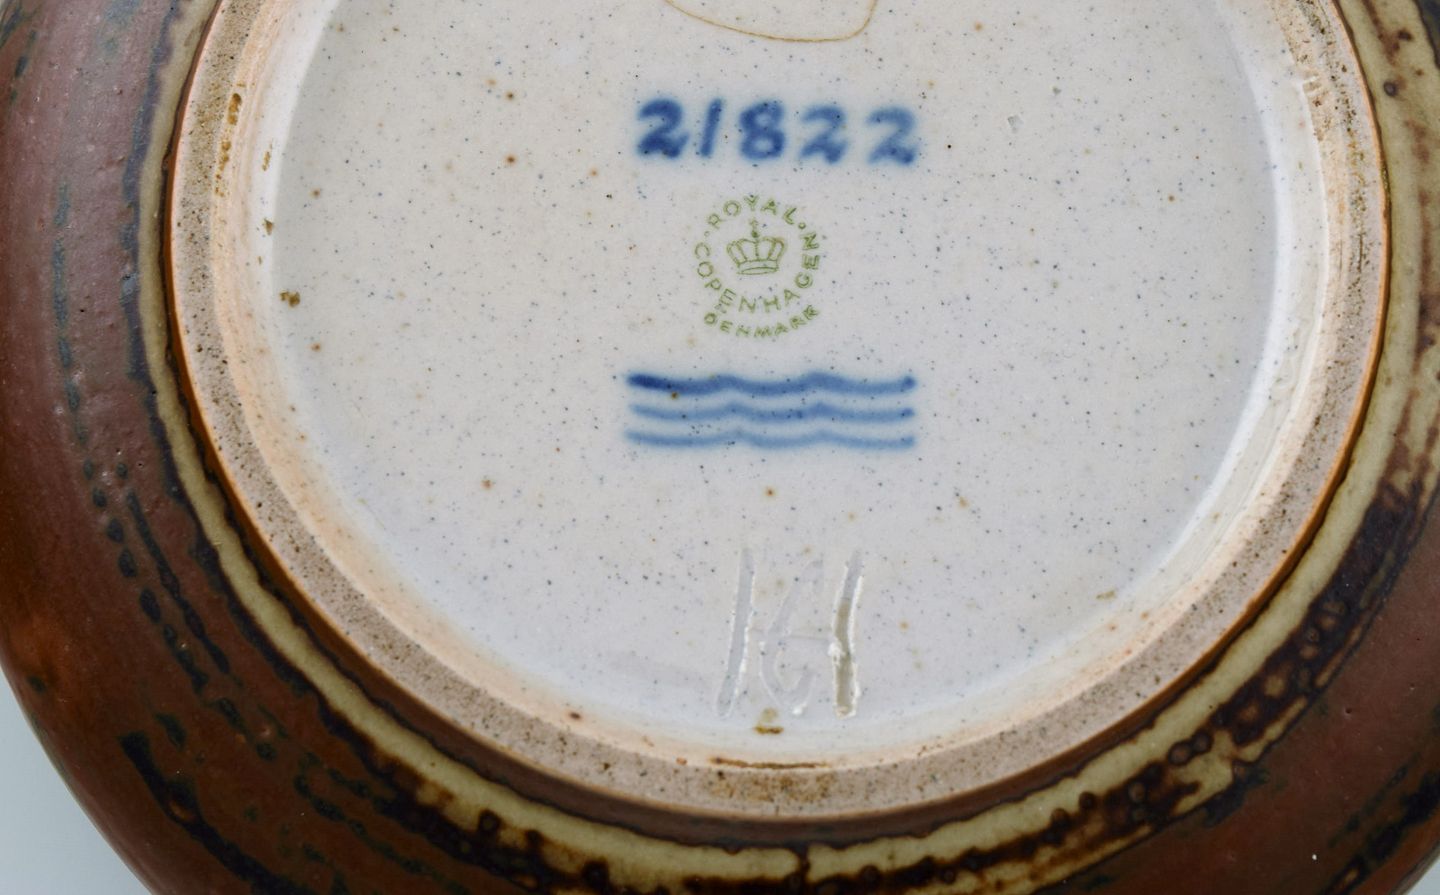 21822
ROYAL COPENHAGEN
DENMARK